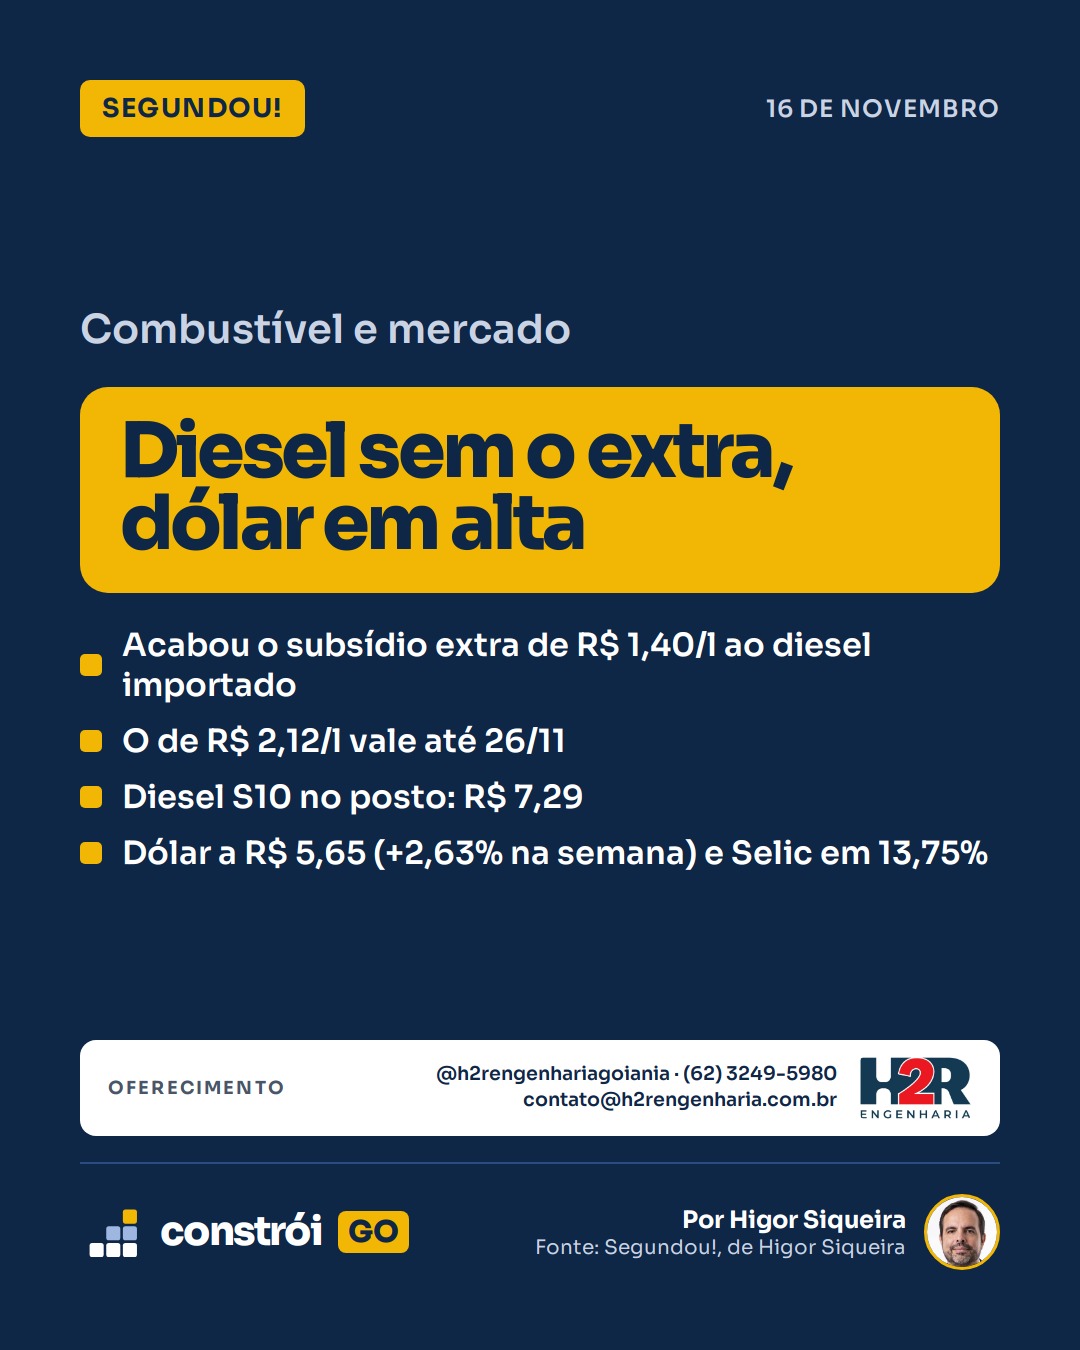 SEGUNDOU!
16 DE NOVEMBRO
Combustível e mercado
Diesel sem o extra,
dólar em alta
Acabou o subsídio extra de R$ 1,40/l ao diesel
importado
O de R$ 2,12/l vale até 26/11
Diesel S10 no posto: R$ 7,29
Dólar a R$ 5,65 (+2,63% na semana) e Selic em 13,75%
OFERECIMENTO
@h2rengenhariagoiania · (62) 3249-5980
contato@h2rengenharia.com.br
H2R
ENGENHARIA
constrói GO
Por Higor Siqueira
Fonte: Segundou!, de Higor Siqueira